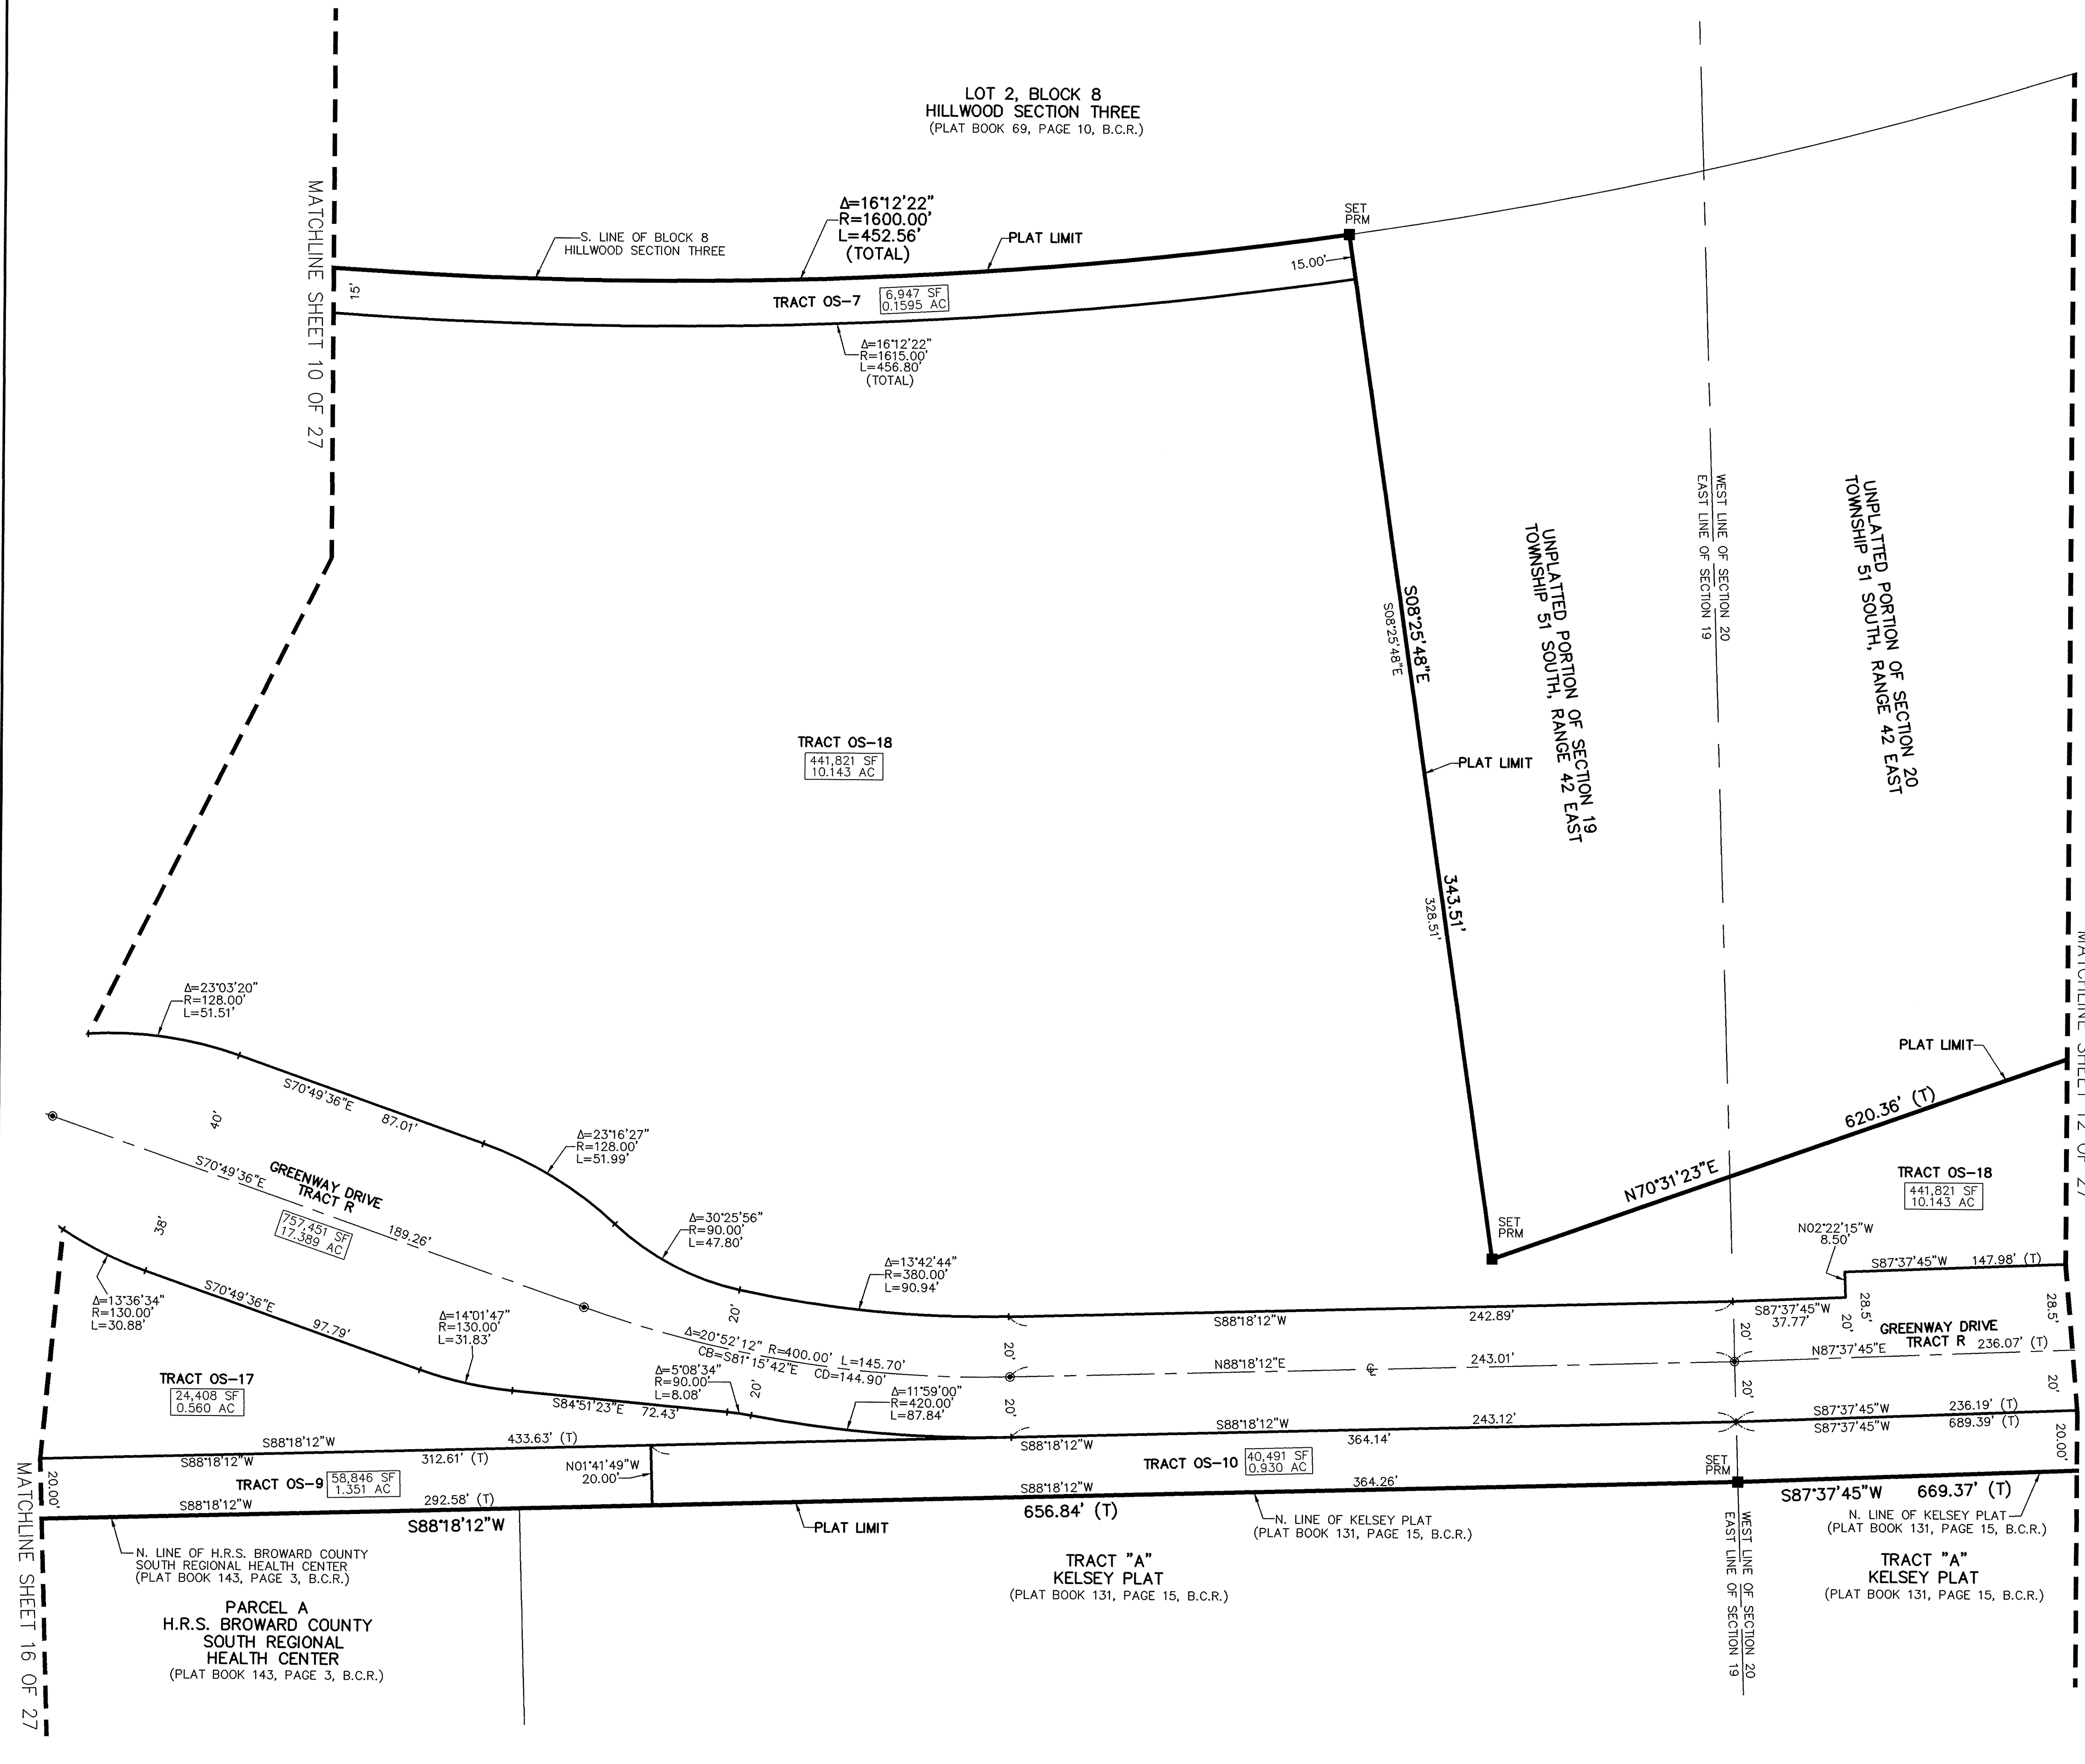 LOT 2, BLOCK 8
HILLWOOD SECTION THREE
(PLAT BOOK 69, PAGE 10, B.C.R.)
MATCHLINE SHEET 10 OF 27
S. LINE OF BLOCK 8
HILLWOOD SECTION THREE
Δ=16°12'22"
R=1600.00'
L=452.56'
(TOTAL)
PLAT LIMIT
SET
PRM
15.00'
15'
TRACT OS-7
6,947 SF
0.1595 AC
Δ=16°12'22"
R=1615.00'
L=456.80'
(TOTAL)
WEST LINE OF SECTION 20
EAST LINE OF SECTION 19
UNPLATTED PORTION OF SECTION 20
TOWNSHIP 51 SOUTH, RANGE 42 EAST
UNPLATTED PORTION OF SECTION 19
TOWNSHIP 51 SOUTH, RANGE 42 EAST
S08°25'48"E
S08°25'48"E
PLAT LIMIT
343.51'
328.51'
TRACT OS-18
441,821 SF
10.143 AC
MATCHLINE SHEET 12 OF 27
Δ=23°03'20"
R=128.00'
L=51.51'
S70°49'36"E
87.01'
40'
Δ=23°16'27"
R=128.00'
L=51.99'
S70°49'36"E
GREENWAY DRIVE
TRACT R
757,451 SF
17.389 AC
189.26'
38'
Δ=30°25'56"
R=90.00'
L=47.80'
Δ=13°42'44"
R=380.00'
L=90.94'
PLAT LIMIT
620.36' (T)
N70°31'23"E
SET
PRM
TRACT OS-18
441,821 SF
10.143 AC
N02°22'15"W
8.50'
S87°37'45"W
147.98' (T)
S87°37'45"W
37.77'
28.5'
20'
28.5'
GREENWAY DRIVE
TRACT R
N87°37'45"E
236.07' (T)
20'
20'
20'
Δ=13°36'34"
R=130.00'
L=30.88'
S70°49'36"E
97.79'
Δ=14°01'47"
R=130.00'
L=31.83'
20'
Δ=20°52'12" R=400.00' L=145.70'
CB=S81°15'42"E CD=144.90'
Δ=5°08'34"
R=90.00'
L=8.08'
20'
Δ=11°59'00"
R=420.00'
L=87.84'
20'
20'
S88°18'12"W
242.89'
N88°18'12"E
℄
243.01'
S88°18'12"W
243.12'
S87°37'45"W
236.19' (T)
S87°37'45"W
689.39' (T)
TRACT OS-17
24,408 SF
0.560 AC
S84°51'23"E
72.43'
S88°18'12"W
433.63' (T)
S88°18'12"W
364.14'
S88°18'12"W
312.61' (T)
N01°41'49"W
20.00'
20.00'
TRACT OS-9
58,846 SF
1.351 AC
TRACT OS-10
40,491 SF
0.930 AC
SET
PRM
20.00'
S88°18'12"W
292.58' (T)
S88°18'12"W
364.26'
S88°18'12"W
656.84' (T)
S87°37'45"W
669.37' (T)
PLAT LIMIT
MATCHLINE SHEET 16 OF 27
N. LINE OF H.R.S. BROWARD COUNTY
SOUTH REGIONAL HEALTH CENTER
(PLAT BOOK 143, PAGE 3, B.C.R.)
PARCEL A
H.R.S. BROWARD COUNTY
SOUTH REGIONAL
HEALTH CENTER
(PLAT BOOK 143, PAGE 3, B.C.R.)
N. LINE OF KELSEY PLAT
(PLAT BOOK 131, PAGE 15, B.C.R.)
TRACT "A"
KELSEY PLAT
(PLAT BOOK 131, PAGE 15, B.C.R.)
WEST LINE OF SECTION 20
EAST LINE OF SECTION 19
N. LINE OF KELSEY PLAT
(PLAT BOOK 131, PAGE 15, B.C.R.)
TRACT "A"
KELSEY PLAT
(PLAT BOOK 131, PAGE 15, B.C.R.)